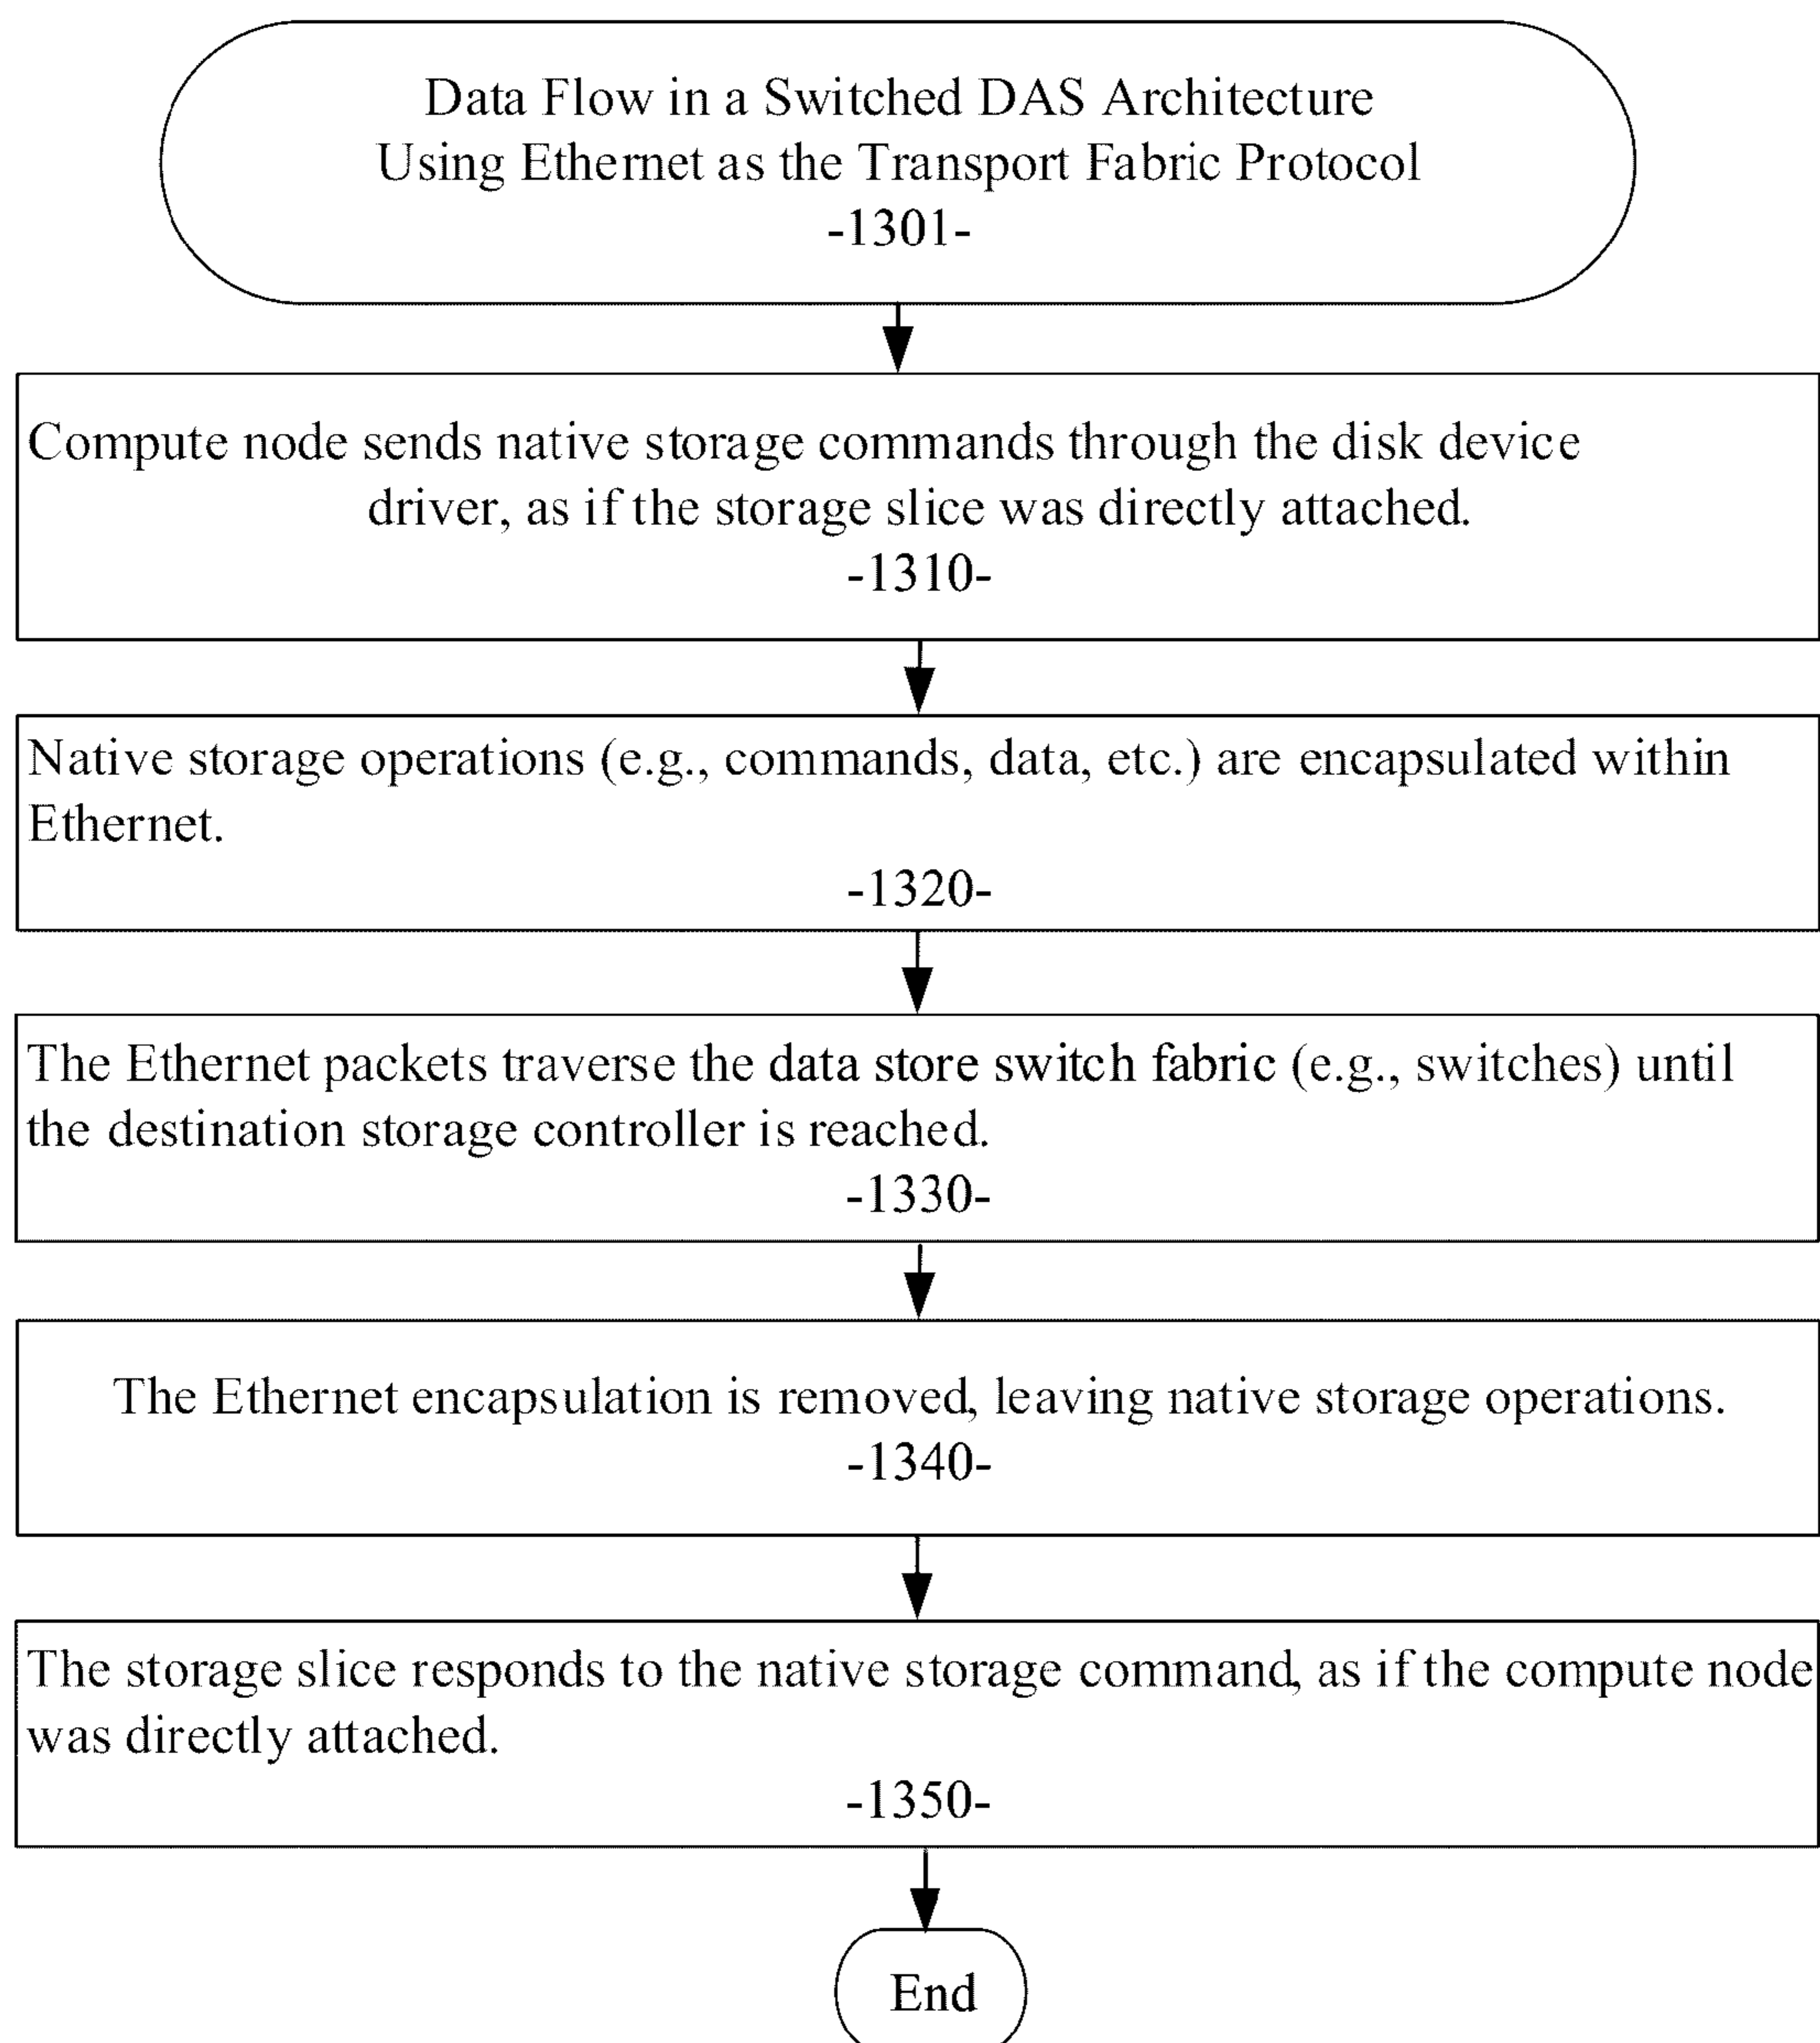 Data Flow in a Switched DAS Architecture
Using Ethernet as the Transport Fabric Protocol
-1301-
Compute node sends native storage commands through the disk device
driver, as if the storage slice was directly attached.
-1310-
Native storage operations (e.g., commands, data, etc.) are encapsulated within
Ethernet.
-1320-
The Ethernet packets traverse the data store switch fabric (e.g., switches) until
the destination storage controller is reached.
-1330-
The Ethernet encapsulation is removed, leaving native storage operations.
-1340-
The storage slice responds to the native storage command, as if the compute node
was directly attached.
-1350-
End